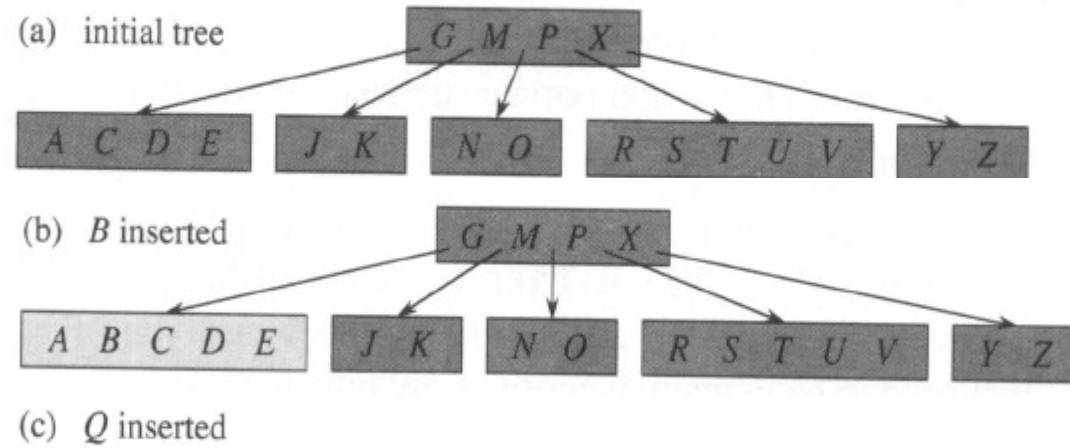 (a) initial tree
G M P X
A C D E J K N O R S T U V Y Z
(b) B inserted
G M P X
A B C D E J K N O R S T U V Y Z
(c) Q inserted